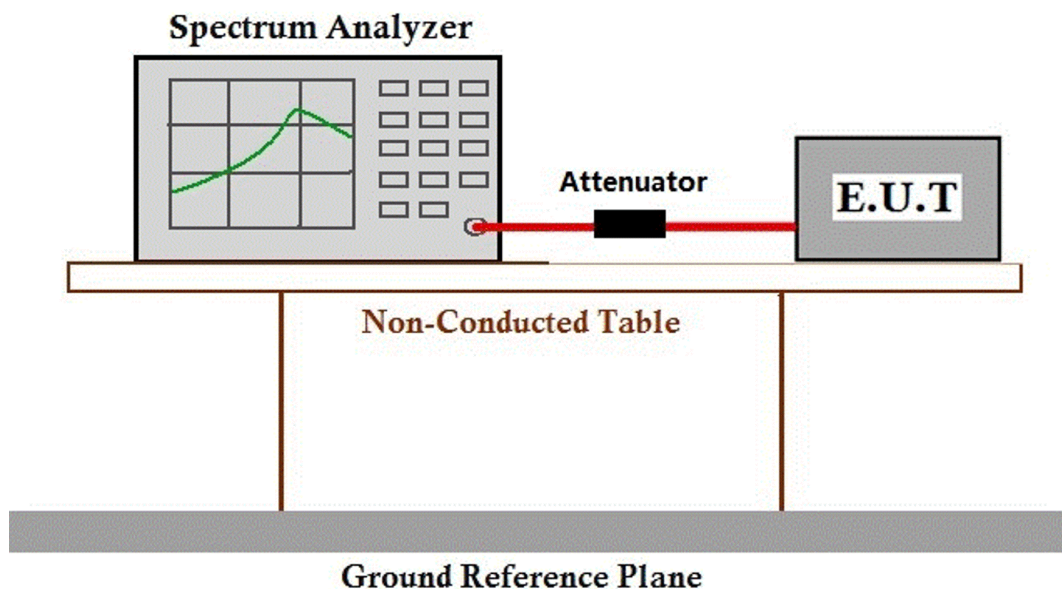 Spectrum Analyzer
Attenuator
E.U.T
Non-Conducted Table
Ground Reference Plane